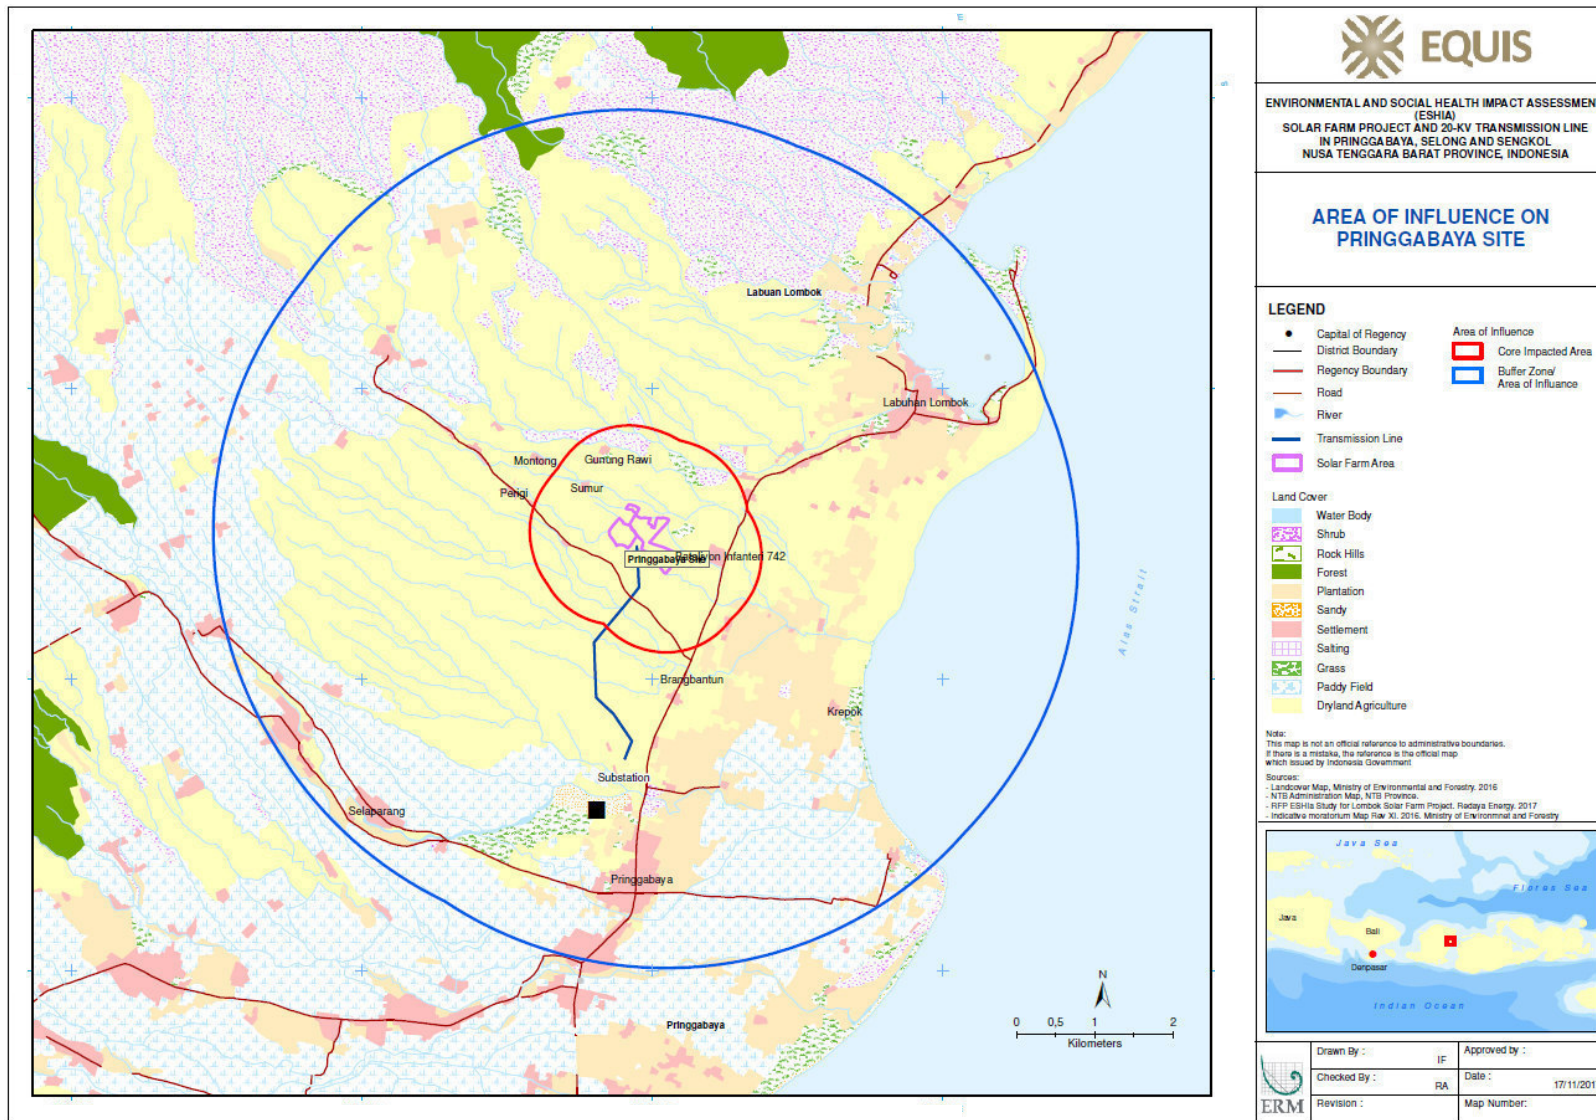 Labuan Lombok
Labuhan Lombok
Montong
Gunung Rawi
Sumur
Perigi
Pringgabaya Site
Batalyon Infanteri 742
Alas Strait
Brangbantun
Krepok
Substation
Selaparang
Pringgabaya
Pringgabaya
N
0 0,5 1 2
Kilometers
EQUIS
ENVIRONMENTAL AND SOCIAL HEALTH IMPACT ASSESSMEN
(ESHIA)
SOLAR FARM PROJECT AND 20-KV TRANSMISSION LINE
IN PRINGGABAYA, SELONG AND SENGKOL
NUSA TENGGARA BARAT PROVINCE, INDONESIA
AREA OF INFLUENCE ON
PRINGGABAYA SITE
LEGEND
Capital of Regency
District Boundary
Regency Boundary
Road
River
Transmission Line
Solar Farm Area
Area of Influence
Core Impacted Area
Buffer Zone/
Area of Influance
Land Cover
Water Body
Shrub
Rock Hills
Forest
Plantation
Sandy
Settlement
Salting
Grass
Paddy Field
Dryland Agriculture
Note:
This map is not an official reference to administrative boundaries.
If there is a mistake, the reference is the official map
which issued by Indonesia Government
Sources:
- Landcover Map, Ministry of Environmental and Forestry. 2016
- NTB Administration Map, NTB Province.
- RFP ESHIa Study for Lombok Solar Farm Project. Redaya Energy. 2017
- Indicative moratorium Map Rev XI. 2016. Ministry of Environmnet and Forestry
Java Sea
Flores Sea
Java
Bali
Denpasar
Indian Ocean
ERM
Drawn By : IF
Approved by :
Checked By : RA
Date : 17/11/201
Revision :
Map Number: